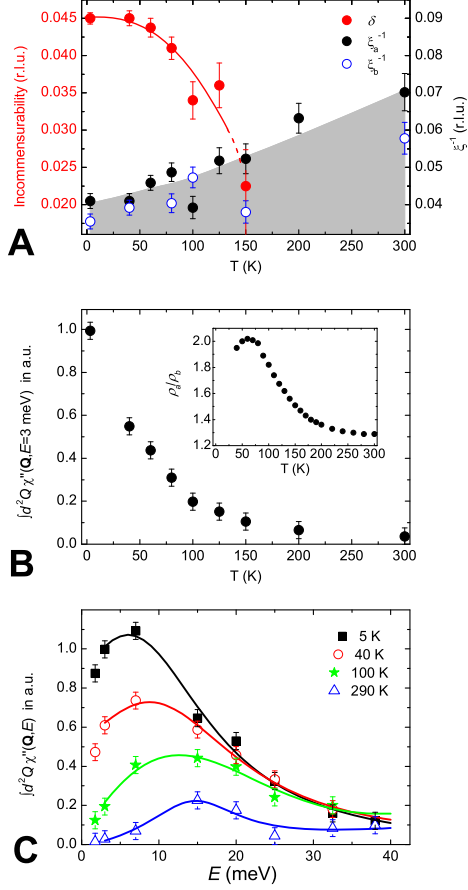 0.045
0.040
0.035
0.030
0.025
0.020
Incommensurability (r.l.u.)
δ
ξa⁻¹
ξb⁻¹
0.09
0.08
0.07
0.06
0.05
0.04
ξ⁻¹ (r.l.u.)
0 50 100 150 200 250 300
T (K)
A
1.0
0.8
0.6
0.4
0.2
0.0
∫d²Q χ''(Q,E=3 meV) in a.u.
2.0
1.8
1.6
1.4
1.2
ρa/ρb
0 50 100 150 200 250 300
T (K)
0 50 100 150 200 250 300
T (K)
B
1.0
0.8
0.6
0.4
0.2
0.0
∫d²Q χ''(Q,E) in a.u.
5 K
40 K
100 K
290 K
0 10 20 30 40
E (meV)
C